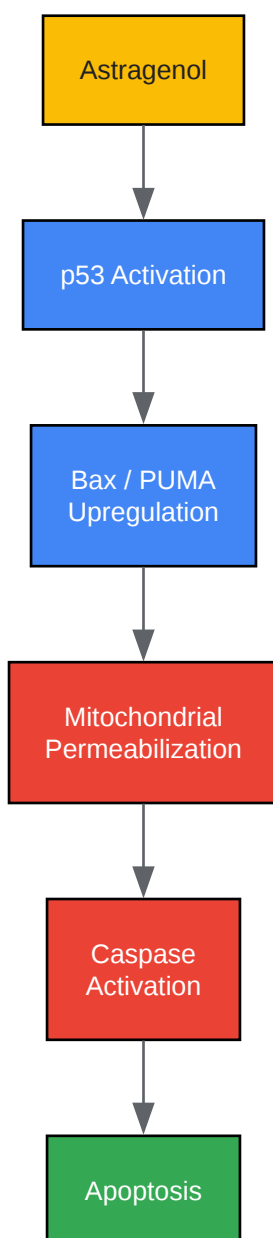 Astragenol
p53 Activation
Bax / PUMA
Upregulation
Mitochondrial
Permeabilization
Caspase
Activation
Apoptosis